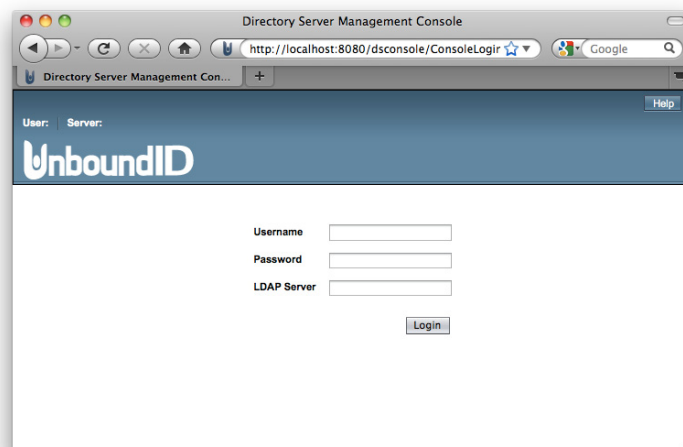 Directory Server Management Console
http://localhost:8080/dsconsole/ConsoleLogin
Google
Directory Server Management Con...
Help
User: Server:
UnboundID
Username
Password
LDAP Server
Login